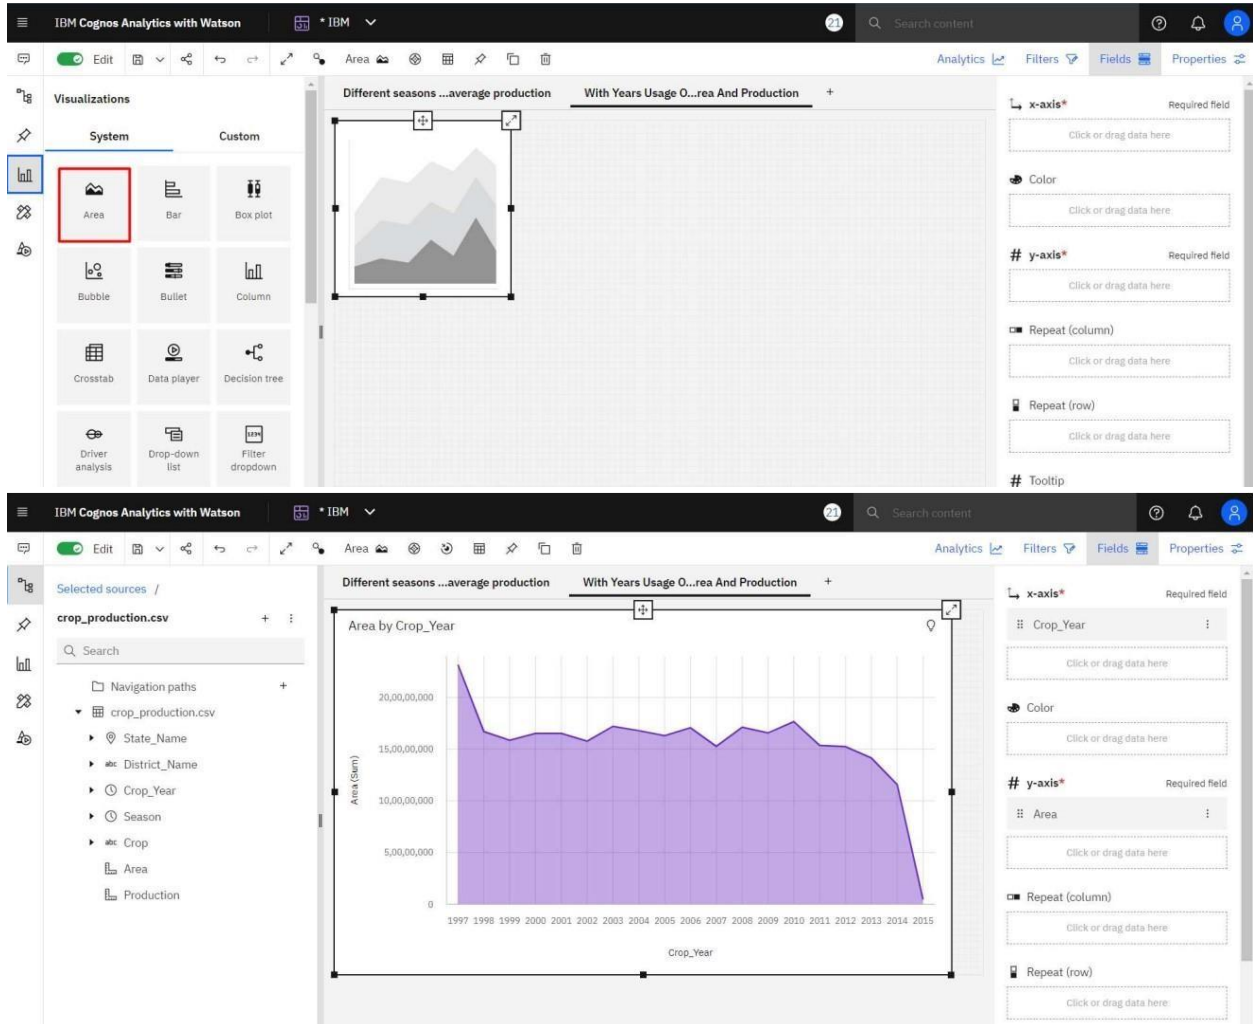 IBM Cognos Analytics with Watson
* IBM
21
Search content
Edit
Area
Analytics
Filters
Fields
Properties
Visualizations
System
Custom
Area
Bar
Box plot
Bubble
Bullet
Column
Crosstab
Data player
Decision tree
Driver analysis
Drop-down list
Filter dropdown
Different seasons ...average production
With Years Usage O...rea And Production
+
x-axis*
Required field
Click or drag data here
Color
Click or drag data here
# y-axis*
Required field
Click or drag data here
Repeat (column)
Click or drag data here
Repeat (row)
Click or drag data here
# Tooltip
IBM Cognos Analytics with Watson
* IBM
21
Search content
Edit
Area
Analytics
Filters
Fields
Properties
Selected sources /
crop_production.csv
+
Search
Navigation paths
+
crop_production.csv
State_Name
abc District_Name
Crop_Year
Season
abc Crop
Area
Production
Different seasons ...average production
With Years Usage O...rea And Production
+
Area by Crop_Year
Area (Sum)
20,00,00,000
15,00,00,000
10,00,00,000
5,00,00,000
0
1997 1998 1999 2000 2001 2002 2003 2004 2005 2006 2007 2008 2009 2010 2011 2012 2013 2014 2015
Crop_Year
x-axis*
Required field
Crop_Year
Click or drag data here
Color
Click or drag data here
# y-axis*
Required field
Area
Click or drag data here
Repeat (column)
Click or drag data here
Repeat (row)
Click or drag data here